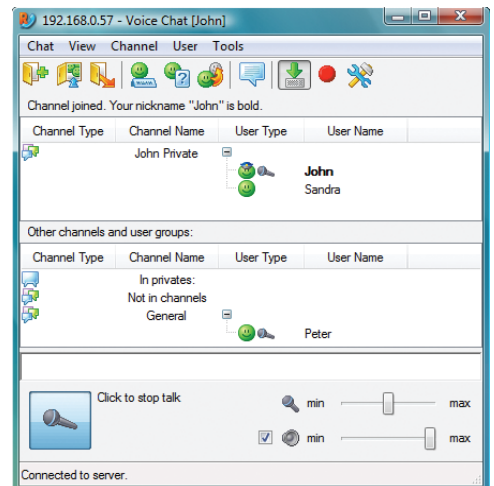 192.168.0.57 - Voice Chat [John]
Chat View Channel User Tools
Channel joined. Your nickname "John" is bold.
Channel Type Channel Name User Type User Name
John Private
John
Sandra
Other channels and user groups:
Channel Type Channel Name User Type User Name
In privates:
Not in channels
General
Peter
Click to stop talk
min max
min max
Connected to server.